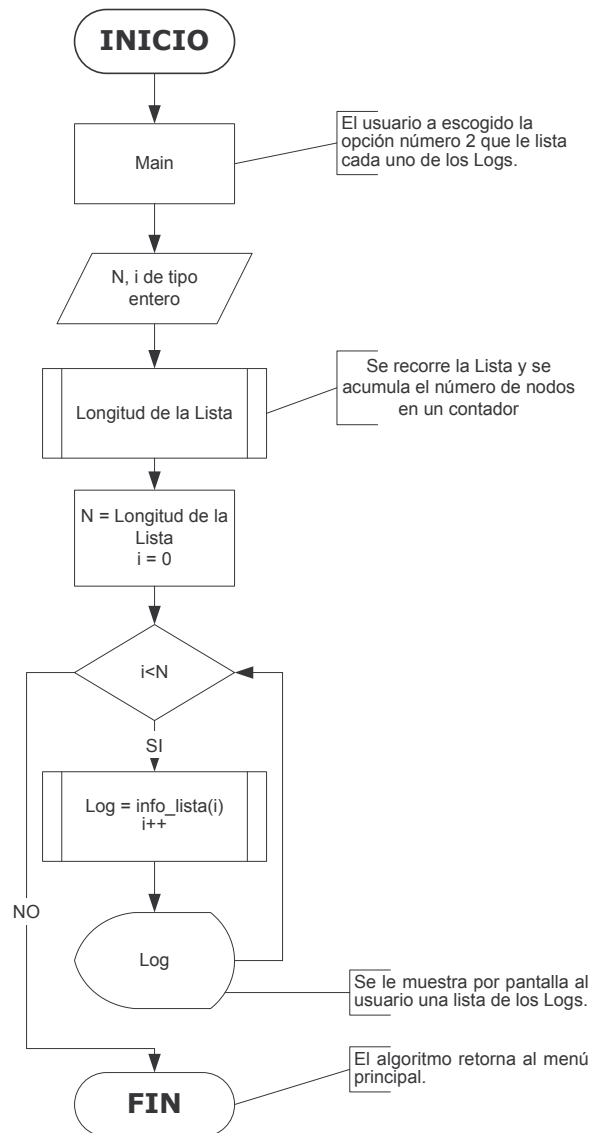 INICIO
Main
El usuario a escogido la
opción número 2 que le lista
cada uno de los Logs.
N, i de tipo
entero
Longitud de la Lista
Se recorre la Lista y se
acumula el número de nodos
en un contador
N = Longitud de la
Lista
i = 0
i<N
SI
Log = info_lista(i)
i++
NO
Log
Se le muestra por pantalla al
usuario una lista de los Logs.
El algoritmo retorna al menú
principal.
FIN